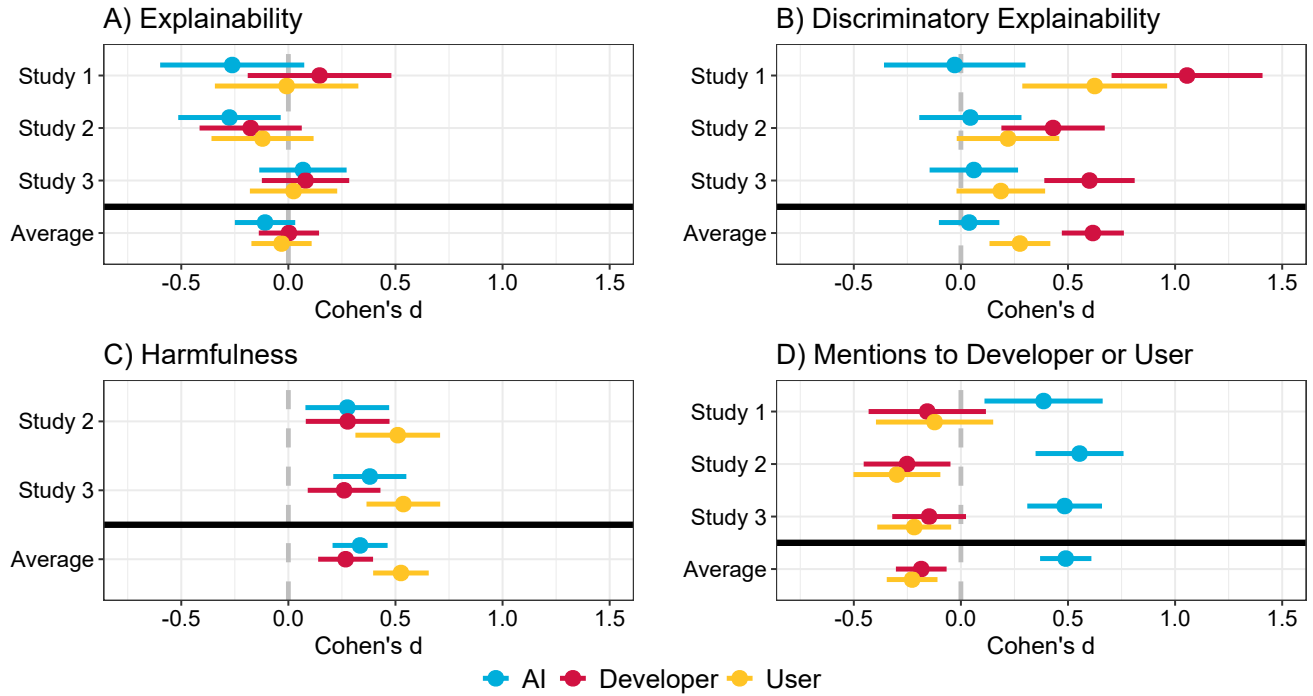 A) Explainability
Study 1
Study 2
Study 3
Average
-0.5 0.0 0.5 1.0 1.5
Cohen's d
B) Discriminatory Explainability
Study 1
Study 2
Study 3
Average
-0.5 0.0 0.5 1.0 1.5
Cohen's d
C) Harmfulness
Study 2
Study 3
Average
-0.5 0.0 0.5 1.0 1.5
Cohen's d
D) Mentions to Developer or User
Study 1
Study 2
Study 3
Average
-0.5 0.0 0.5 1.0 1.5
Cohen's d
AI Developer User